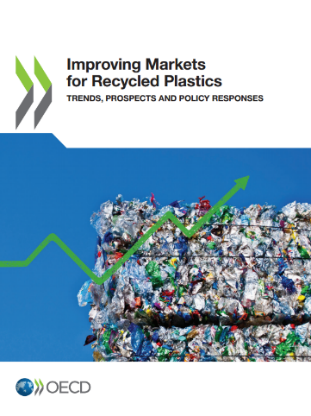 Improving Markets
for Recycled Plastics
TRENDS, PROSPECTS AND POLICY RESPONSES
OECD